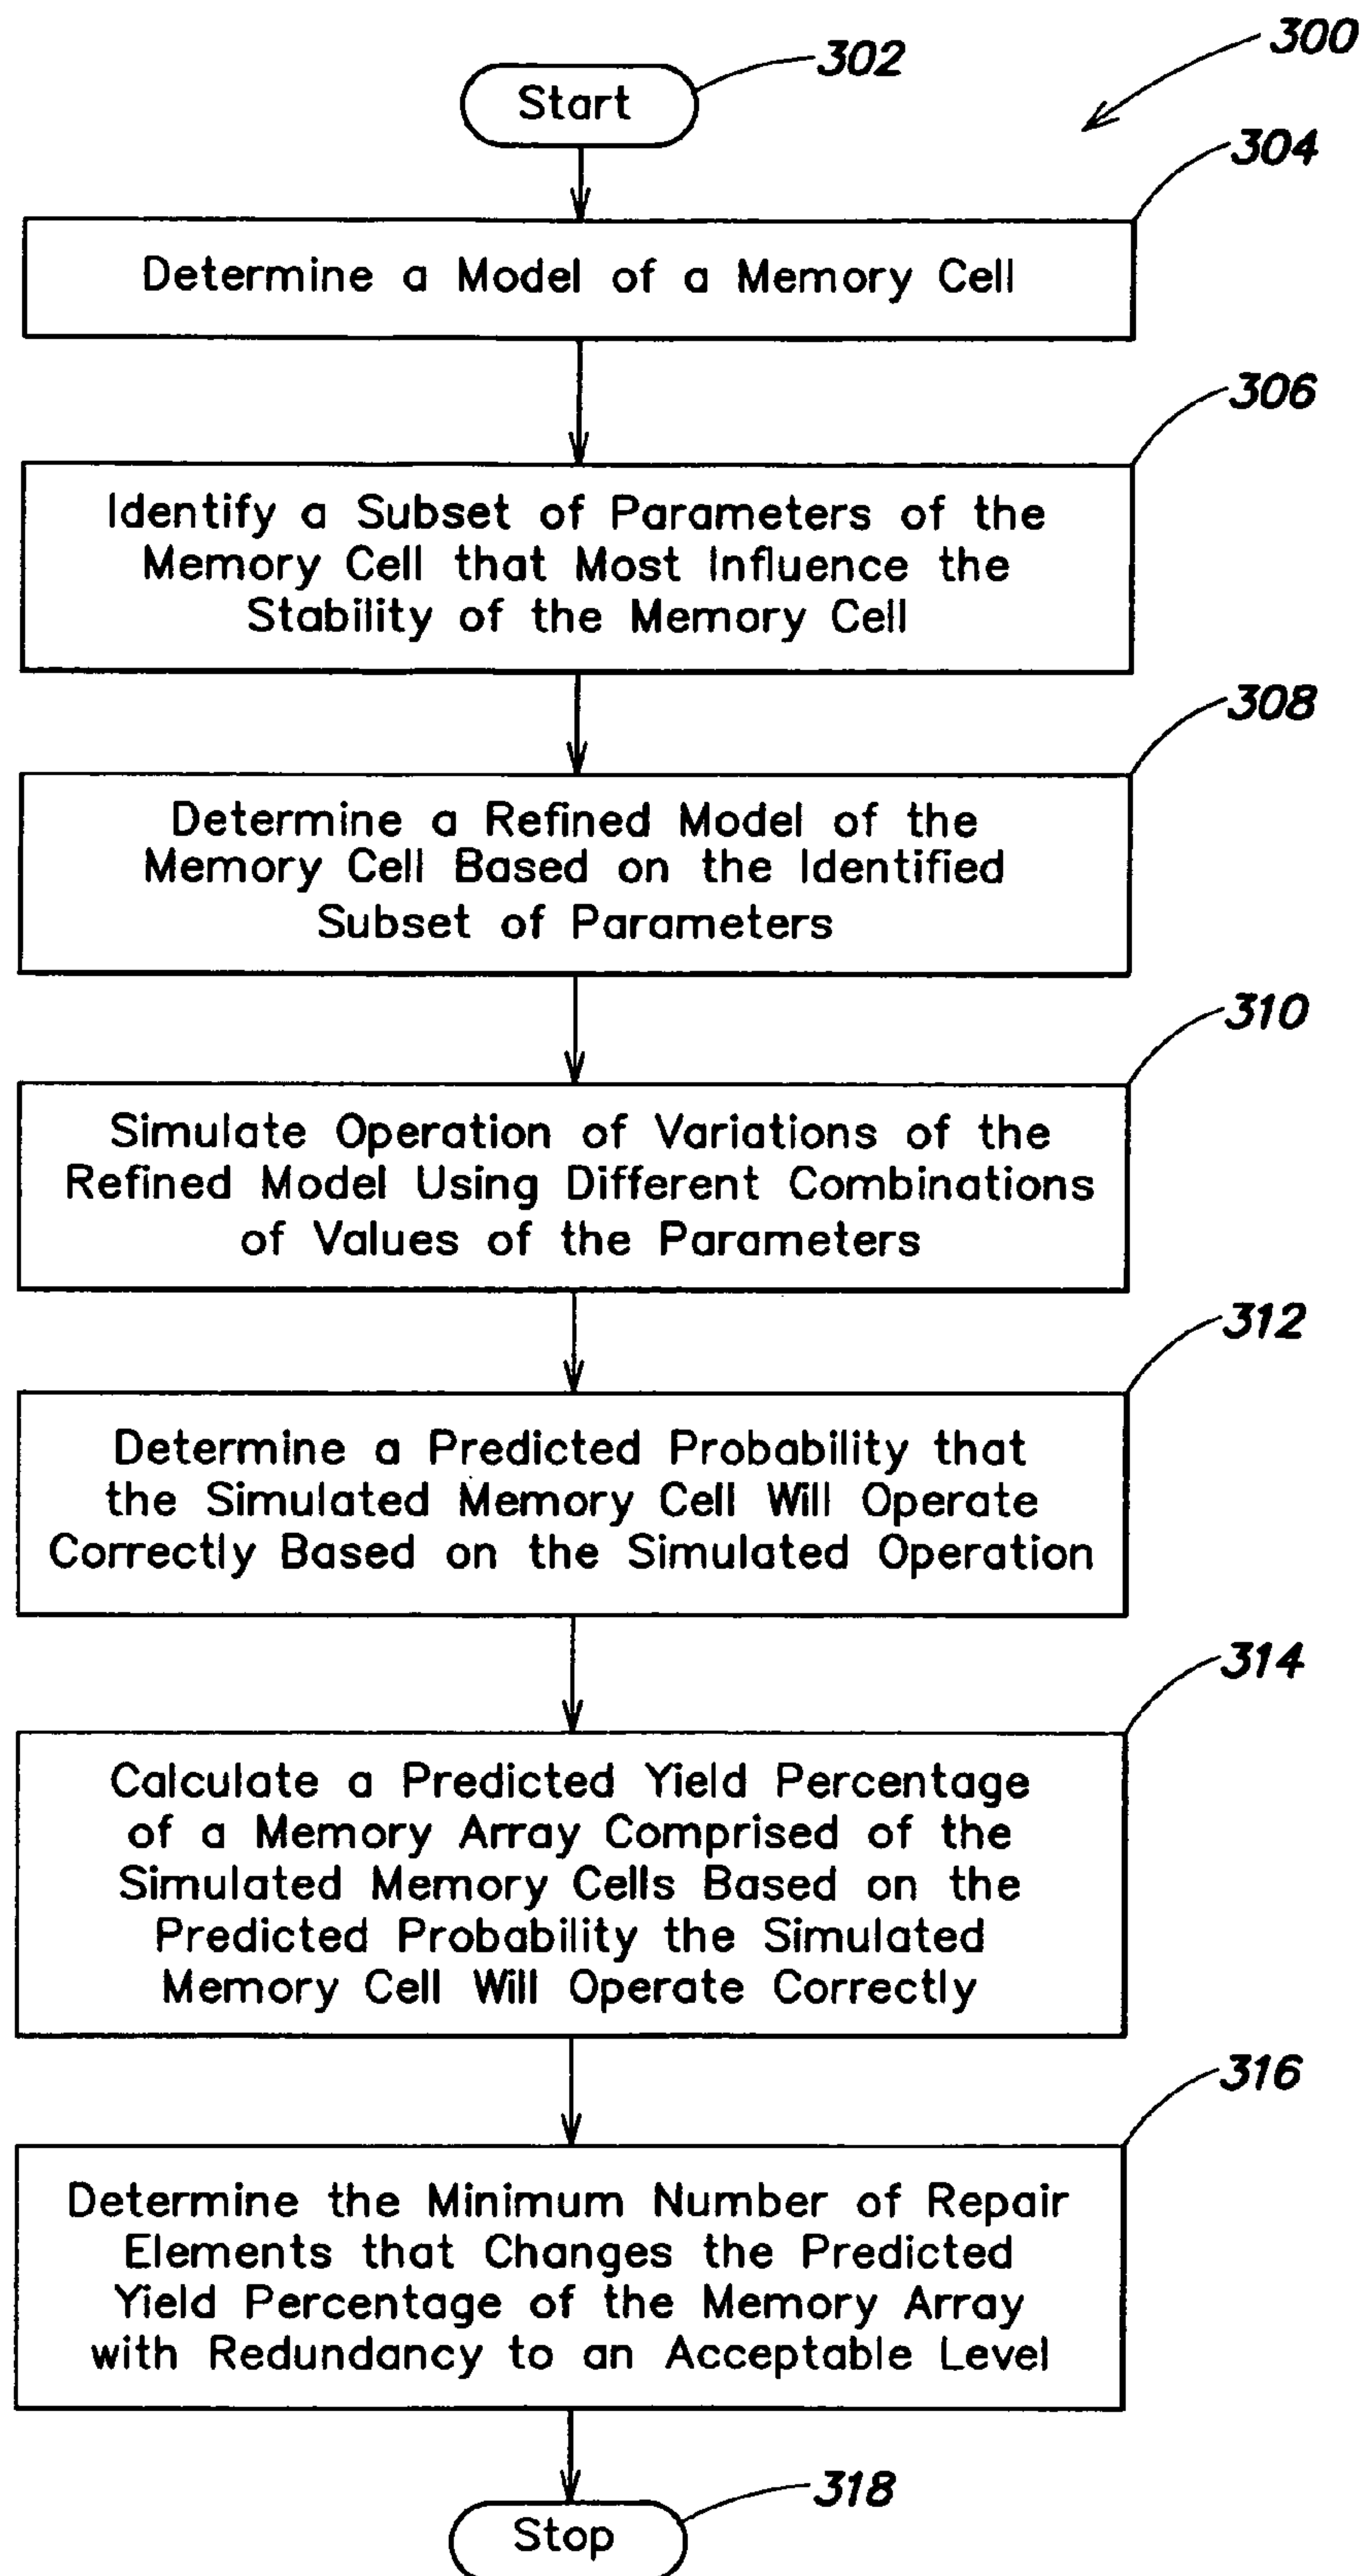 300
302
Start
304
Determine a Model of a Memory Cell
306
Identify a Subset of Parameters of the
Memory Cell that Most Influence the
Stability of the Memory Cell
308
Determine a Refined Model of the
Memory Cell Based on the Identified
Subset of Parameters
310
Simulate Operation of Variations of the
Refined Model Using Different Combinations
of Values of the Parameters
312
Determine a Predicted Probability that
the Simulated Memory Cell Will Operate
Correctly Based on the Simulated Operation
314
Calculate a Predicted Yield Percentage
of a Memory Array Comprised of the
Simulated Memory Cells Based on the
Predicted Probability the Simulated
Memory Cell Will Operate Correctly
316
Determine the Minimum Number of Repair
Elements that Changes the Predicted
Yield Percentage of the Memory Array
with Redundancy to an Acceptable Level
318
Stop